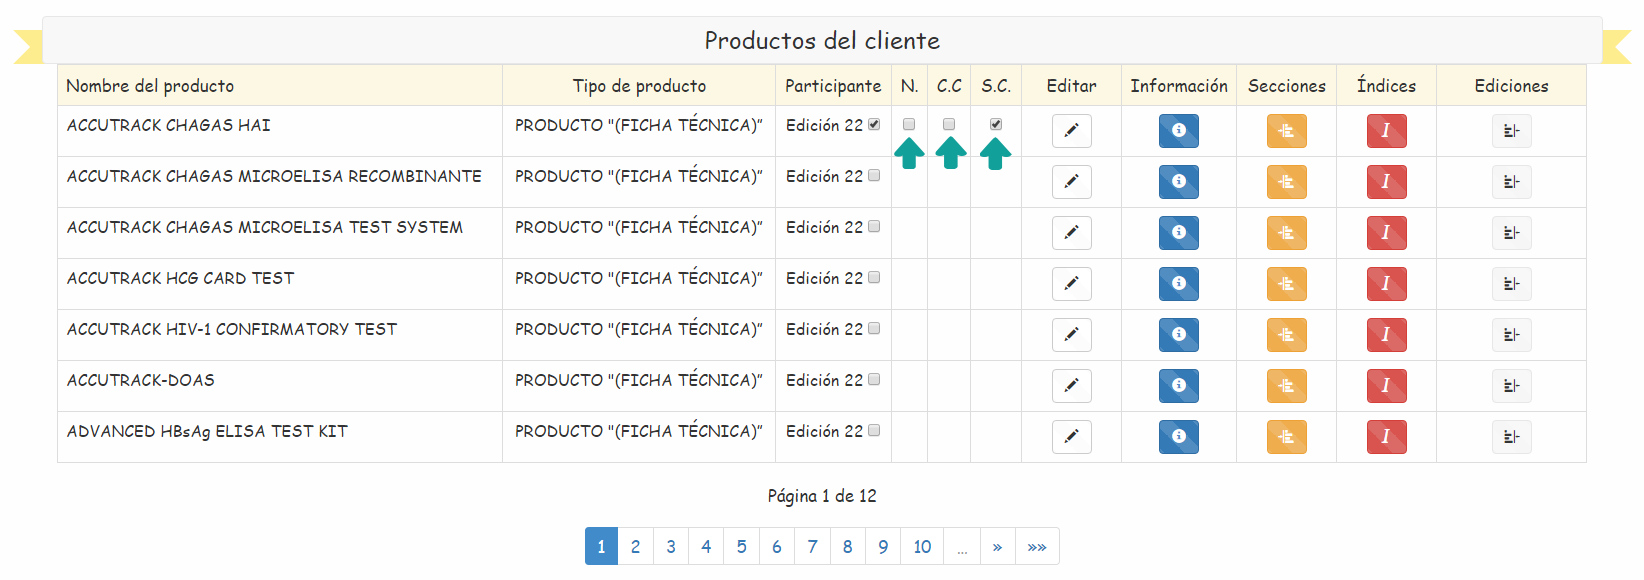 Productos del cliente
Nombre del producto Tipo de producto Participante N. C.C S.C. Editar Información Secciones Índices Ediciones
ACCUTRACK CHAGAS HAI PRODUCTO "(FICHA TÉCNICA)" Edición 22 I
ACCUTRACK CHAGAS MICROELISA RECOMBINANTE PRODUCTO "(FICHA TÉCNICA)" Edición 22 I
ACCUTRACK CHAGAS MICROELISA TEST SYSTEM PRODUCTO "(FICHA TÉCNICA)" Edición 22 I
ACCUTRACK HCG CARD TEST PRODUCTO "(FICHA TÉCNICA)" Edición 22 I
ACCUTRACK HIV-1 CONFIRMATORY TEST PRODUCTO "(FICHA TÉCNICA)" Edición 22 I
ACCUTRACK-DOAS PRODUCTO "(FICHA TÉCNICA)" Edición 22 I
ADVANCED HBsAg ELISA TEST KIT PRODUCTO "(FICHA TÉCNICA)" Edición 22 I
Página 1 de 12
1 2 3 4 5 6 7 8 9 10 ... » »»